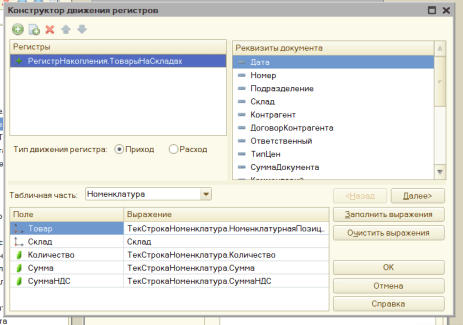 Конструктор движения регистров
Регистры
РегистрНакопления.ТоварыНаСкладах
Реквизиты документа
Дата
Номер
Подразделение
Склад
Контрагент
ДоговорКонтрагента
Ответственный
ТипЦен
СуммаДокумента
Тип движения регистра:
Приход
Расход
Табличная часть:
Номенклатура
<Назад
Далее>
Поле
Выражение
Товар
ТекСтрокаНоменклатура.НоменклатурнаяПозиц..
Склад
Склад
Количество
ТекСтрокаНоменклатура.Количество
Сумма
ТекСтрокаНоменклатура.Сумма
СуммаНДС
ТекСтрокаНоменклатура.СуммаНДС
Заполнить выражения
Очистить выражения
ОК
Отмена
Справка